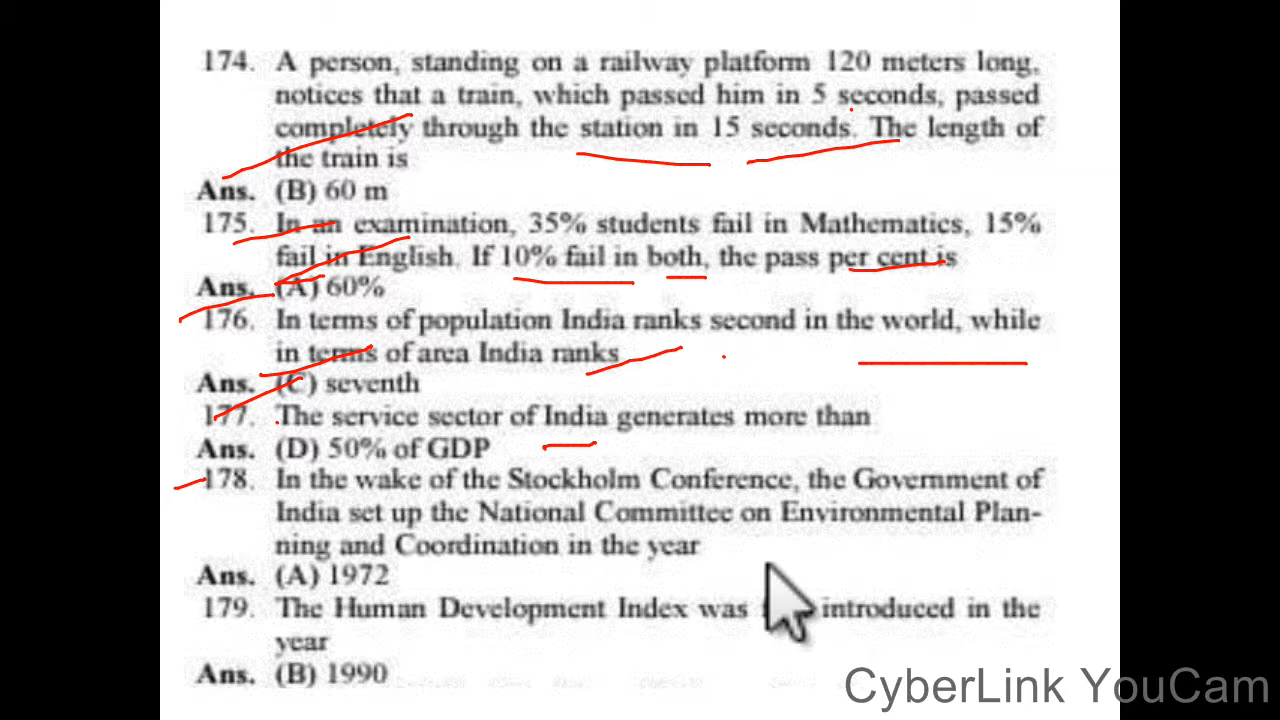 174. A person, standing on a railway platform 120 meters long,
notices that a train, which passed him in 5 seconds, passed
completely through the station in 15 seconds. The length of
the train is
Ans. (B) 60 m
175. In an examination, 35% students fail in Mathematics, 15%
fail in English. If 10% fail in both, the pass per cent is
Ans. (A) 60%
176. In terms of population India ranks second in the world, while
in terms of area India ranks
Ans. (C) seventh
177. The service sector of India generates more than
Ans. (D) 50% of GDP
178. In the wake of the Stockholm Conference, the Government of
India set up the National Committee on Environmental Plan-
ning and Coordination in the year
Ans. (A) 1972
179. The Human Development Index was introduced in the
year
Ans. (B) 1990
CyberLink YouCam